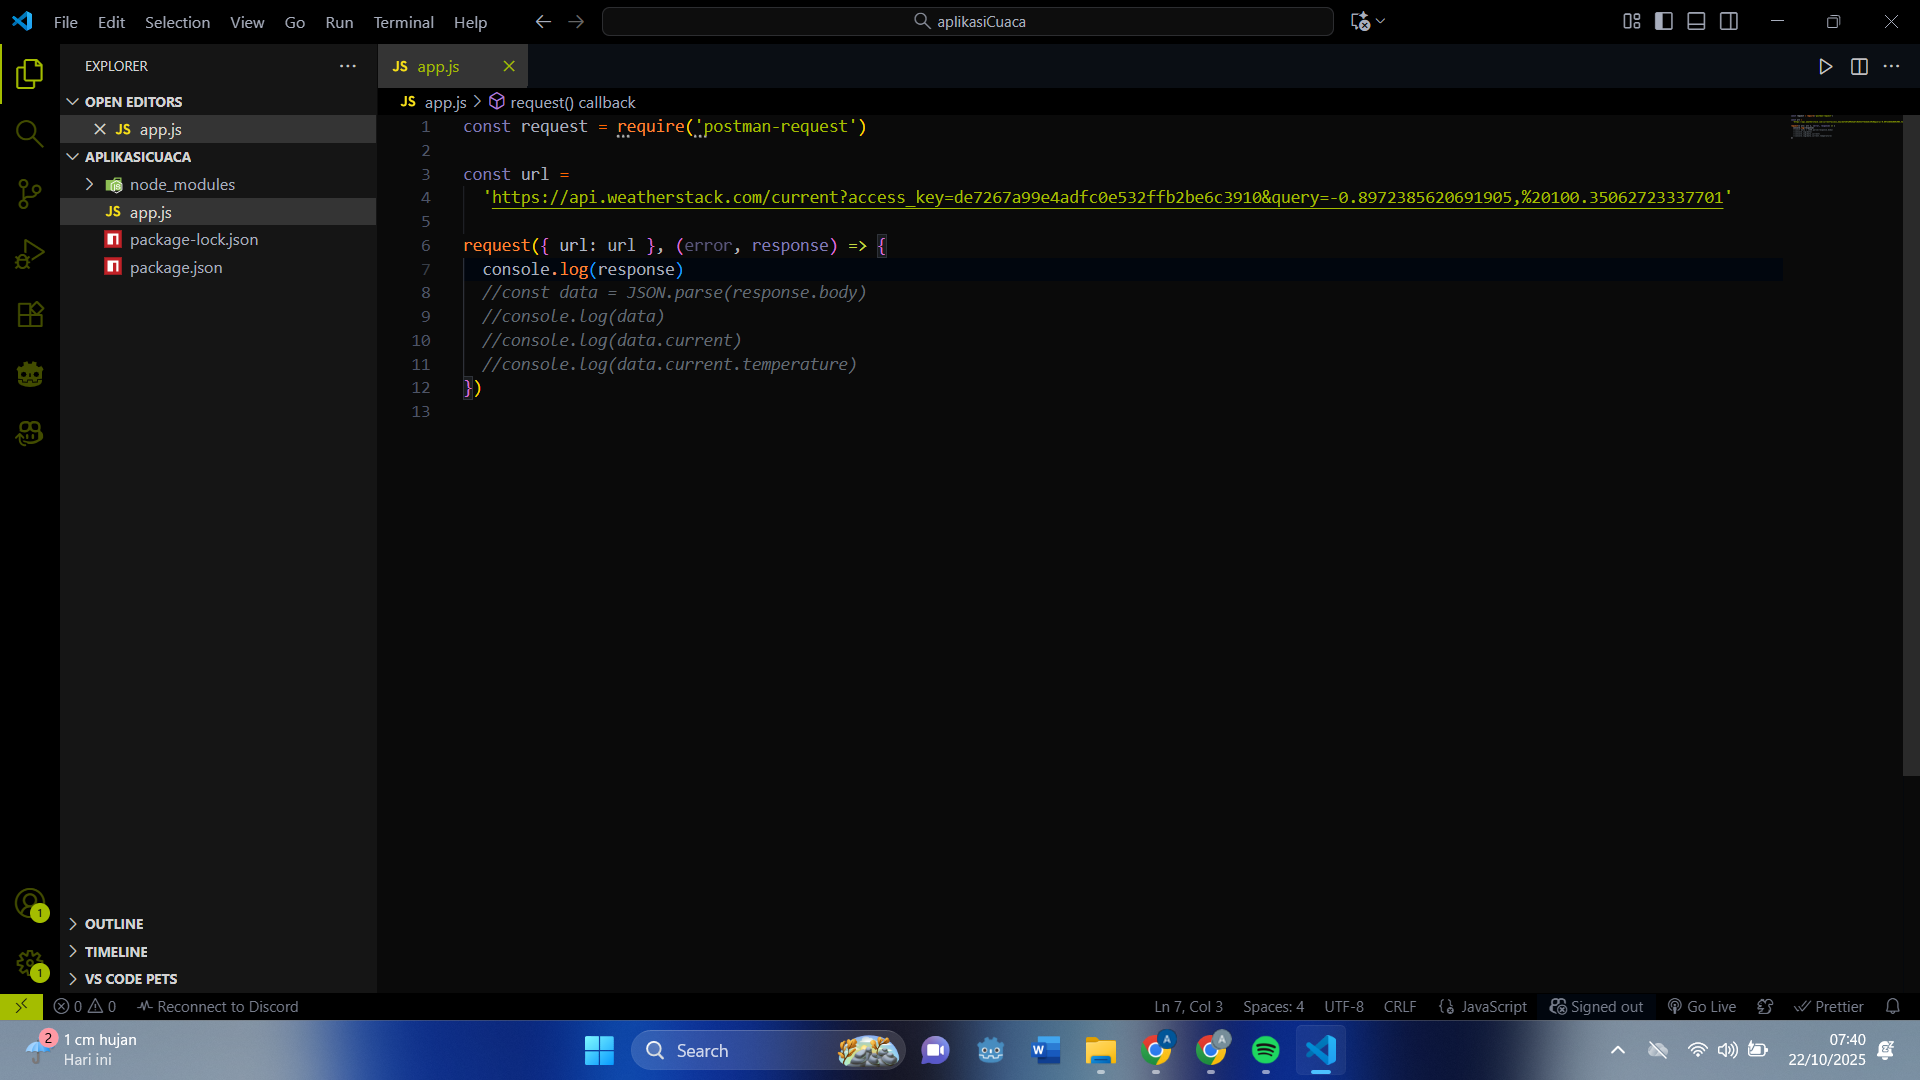 File Edit Selection View Go Run Terminal Help
aplikasiCuaca
EXPLORER
OPEN EDITORS
JS app.js
APLIKASICUACA
node_modules
JS app.js
package-lock.json
package.json
OUTLINE
TIMELINE
VS CODE PETS
JS app.js
JS app.js > request() callback
1 const request = require('postman-request')
2
3 const url =
4 'https://api.weatherstack.com/current?access_key=de7267a99e4adfc0e532ffb2be6c3910&query=-0.8972385620691905,%20100.35062723337701'
5
6 request({ url: url }, (error, response) => {
7 console.log(response)
8 //const data = JSON.parse(response.body)
9 //console.log(data)
10 //console.log(data.current)
11 //console.log(data.current.temperature)
12 })
13
1
1
0 0 Reconnect to Discord
Ln 7, Col 3 Spaces: 4 UTF-8 CRLF {} JavaScript Signed out Go Live Prettier
2
1 cm hujan
Hari ini
Search
W
A
A
07:40
22/10/2025